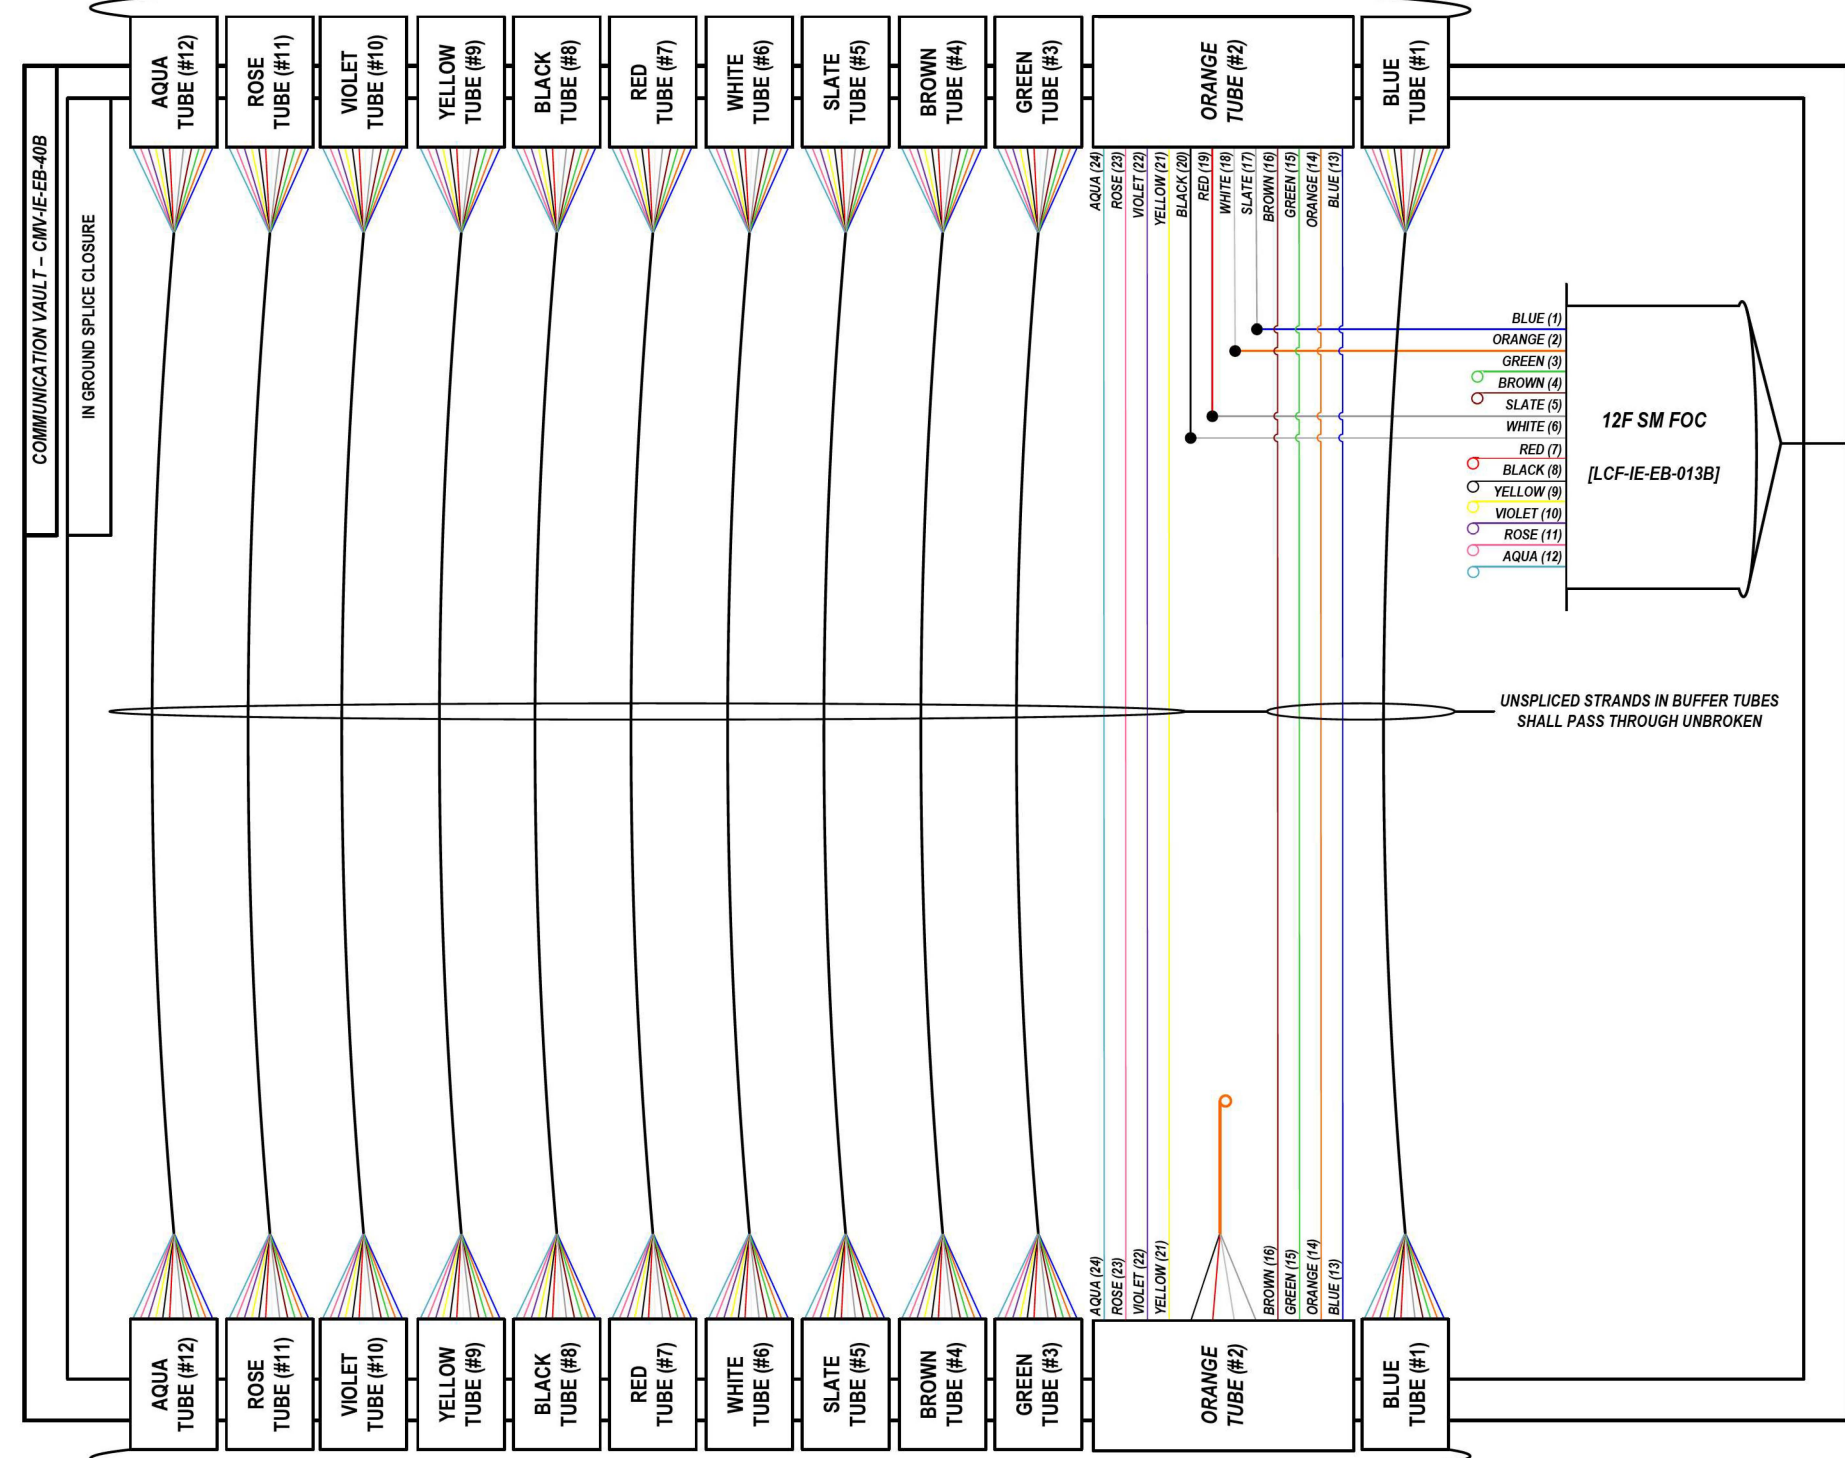 AQUA
TUBE (#12)
ROSE
TUBE (#11)
VIOLET
TUBE (#10)
YELLOW
TUBE (#9)
BLACK
TUBE (#8)
RED
TUBE (#7)
WHITE
TUBE (#6)
SLATE
TUBE (#5)
BROWN
TUBE (#4)
GREEN
TUBE (#3)
ORANGE
TUBE (#2)
BLUE
TUBE (#1)
COMMUNICATION VAULT – CMV-IE-EB-40B
IN GROUND SPLICE CLOSURE
AQUA (24)
ROSE (23)
VIOLET (22)
YELLOW (21)
BLACK (20)
RED (19)
WHITE (18)
SLATE (17)
BROWN (16)
GREEN (15)
ORANGE (14)
BLUE (13)
BLUE (1)
ORANGE (2)
GREEN (3)
BROWN (4)
SLATE (5)
WHITE (6)
RED (7)
BLACK (8)
YELLOW (9)
VIOLET (10)
ROSE (11)
AQUA (12)
12F SM FOC
[LCF-IE-EB-013B]
UNSPLICED STRANDS IN BUFFER TUBES
SHALL PASS THROUGH UNBROKEN
AQUA (24)
ROSE (23)
VIOLET (22)
YELLOW (21)
BROWN (16)
GREEN (15)
ORANGE (14)
BLUE (13)
AQUA
TUBE (#12)
ROSE
TUBE (#11)
VIOLET
TUBE (#10)
YELLOW
TUBE (#9)
BLACK
TUBE (#8)
RED
TUBE (#7)
WHITE
TUBE (#6)
SLATE
TUBE (#5)
BROWN
TUBE (#4)
GREEN
TUBE (#3)
ORANGE
TUBE (#2)
BLUE
TUBE (#1)